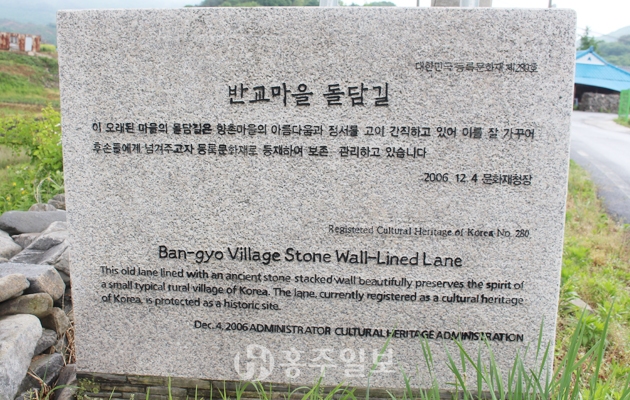 대한민국 등록문화재 제280호
반교마을 돌담길
이 오래된 마을의 돌담길은 향촌마을의 아름다움과 정서를 고이 간직하고 있어 이를 잘 가꾸어
후손들에게 넘겨주고자 등록문화재로 등재하여 보존 · 관리하고 있습니다
2006. 12. 4 문화재청장
Registered Cultural Heritage of Korea No. 280
Ban-gyo Village Stone Wall-Lined Lane
This old lane lined with an ancient stone-stacked wall beautifully preserves the spirit of
a small typical rural village of Korea. The lane, currently registered as a cultural heritage
of Korea, is protected as a historic site.
Dec. 4. 2006 ADMINISTRATOR CULTURAL HERITAGE ADMINISTRATION
홍주일보